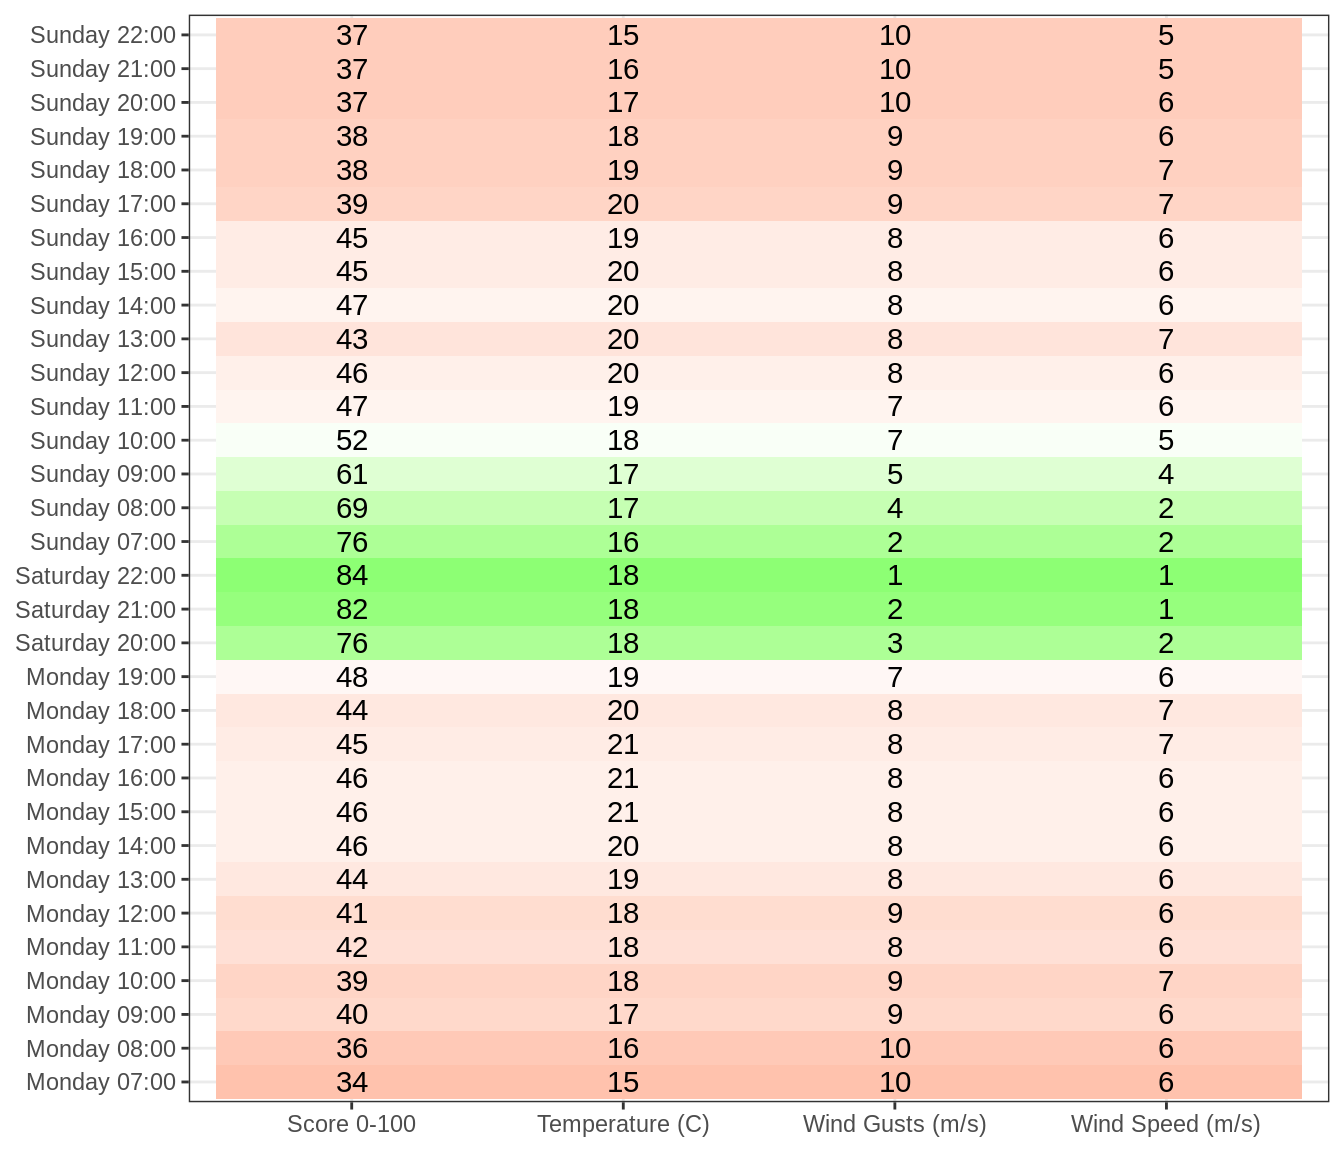 Sunday 22:00 37 15 10 5
Sunday 21:00 37 16 10 5
Sunday 20:00 37 17 10 6
Sunday 19:00 38 18 9 6
Sunday 18:00 38 19 9 7
Sunday 17:00 39 20 9 7
Sunday 16:00 45 19 8 6
Sunday 15:00 45 20 8 6
Sunday 14:00 47 20 8 6
Sunday 13:00 43 20 8 7
Sunday 12:00 46 20 8 6
Sunday 11:00 47 19 7 6
Sunday 10:00 52 18 7 5
Sunday 09:00 61 17 5 4
Sunday 08:00 69 17 4 2
Sunday 07:00 76 16 2 2
Saturday 22:00 84 18 1 1
Saturday 21:00 82 18 2 1
Saturday 20:00 76 18 3 2
Monday 19:00 48 19 7 6
Monday 18:00 44 20 8 7
Monday 17:00 45 21 8 7
Monday 16:00 46 21 8 6
Monday 15:00 46 21 8 6
Monday 14:00 46 20 8 6
Monday 13:00 44 19 8 6
Monday 12:00 41 18 9 6
Monday 11:00 42 18 8 6
Monday 10:00 39 18 9 7
Monday 09:00 40 17 9 6
Monday 08:00 36 16 10 6
Monday 07:00 34 15 10 6
Score 0-100 Temperature (C) Wind Gusts (m/s) Wind Speed (m/s)